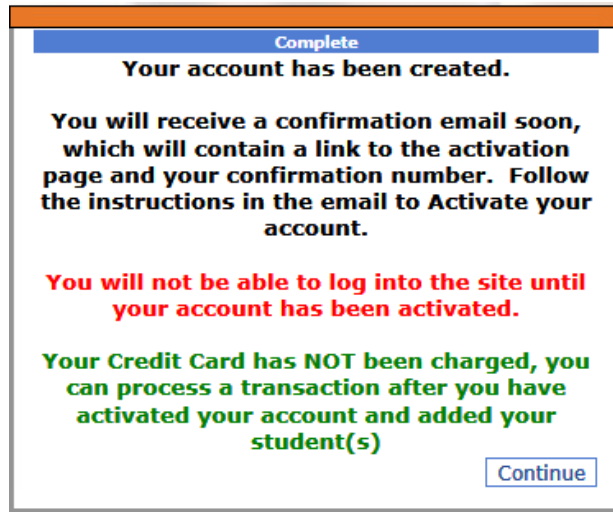 Complete
Your account has been created.
You will receive a confirmation email soon,
which will contain a link to the activation
page and your confirmation number.  Follow
the instructions in the email to Activate your
account.
You will not be able to log into the site until
your account has been activated.
Your Credit Card has NOT been charged, you
can process a transaction after you have
activated your account and added your
student(s)
Continue